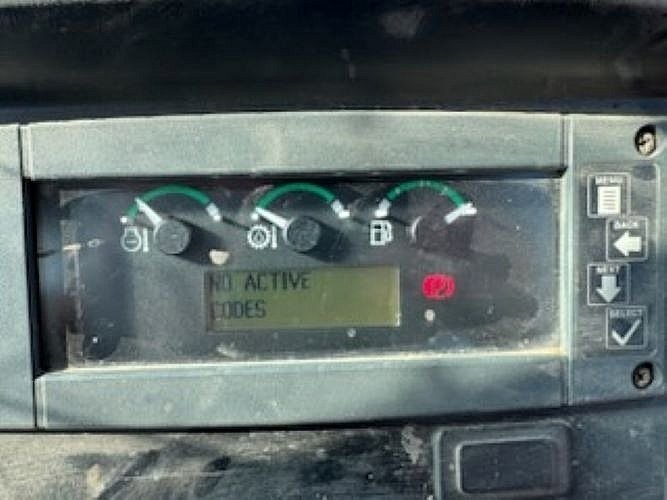 NO ACTIVE
CODES
MENU
BACK
NEXT
SELECT